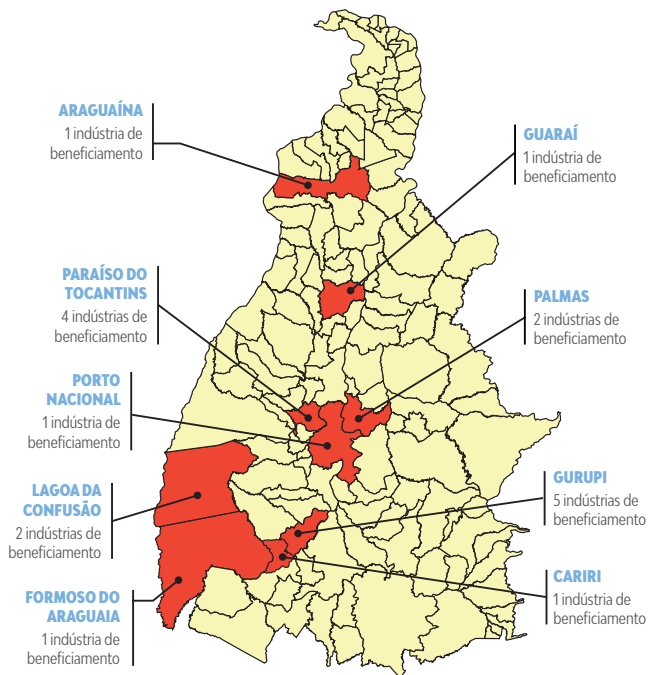 ARAGUAÍNA
1 indústria de
beneficiamento
GUARAÍ
1 indústria de
beneficiamento
PARAÍSO DO
TOCANTINS
4 indústrias de
beneficiamento
PALMAS
2 indústrias de
beneficiamento
PORTO
NACIONAL
1 indústria de
beneficiamento
LAGOA DA
CONFUSÃO
2 indústrias de
beneficiamento
GURUPI
5 indústrias de
beneficiamento
FORMOSO DO
ARAGUAIA
1 indústria de
beneficiamento
CARIRI
1 indústria de
beneficiamento